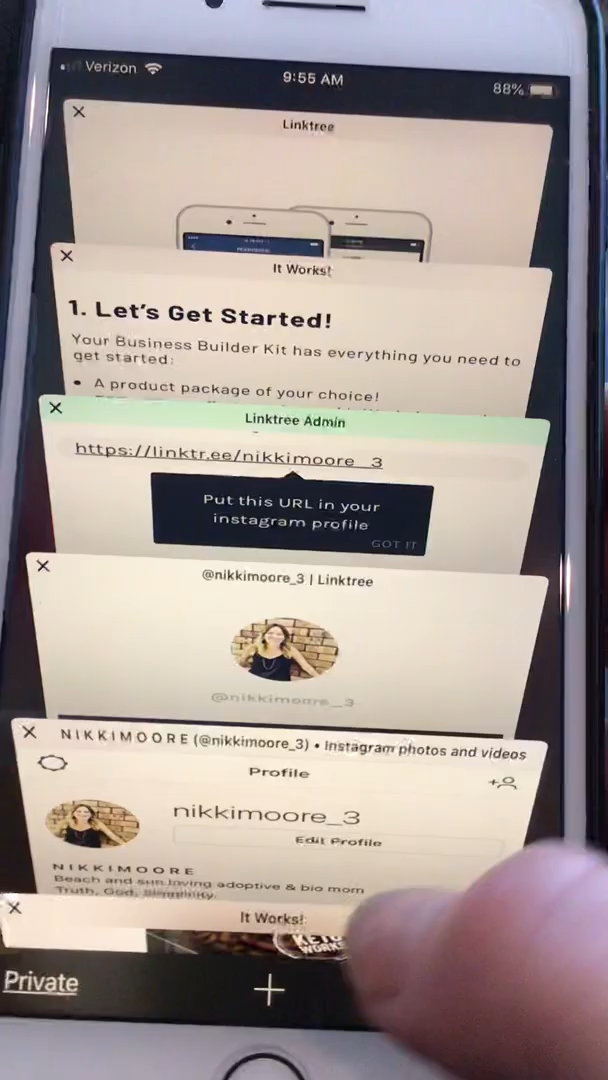 Verizon
9:55 AM
88%
Linktree
It Works!
1. Let's Get Started!
Your Business Builder Kit has everything you need to
get started:
• A product package of your choice!
Linktree Admin
https://linktr.ee/nikkimoore_3
Put this URL in your
instagram profile
GOT IT
@nikkimoore_3 | Linktree
@nikkimoore_3
NIKKIMOORE (@nikkimoore_3) • Instagram photos and videos
Profile
nikkimoore_3
Edit Profile
NIKKIMOORE
Beach and sun loving adoptive & bio mom
Truth, God, Simplicity.
It Works!
KETO
WORKS
Private